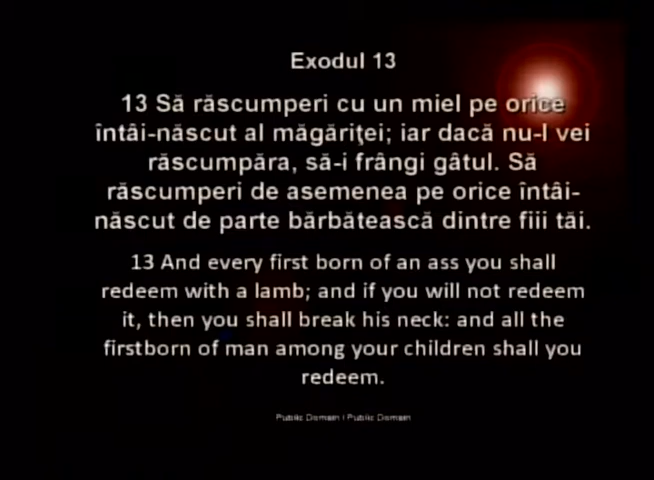 Exodul 13
13 Să răscumperi cu un miel pe orice
întâi-născut al măgăriţei; iar dacă nu-l vei
răscumpăra, să-i frângi gâtul. Să
răscumperi de asemenea pe orice întâi-
născut de parte bărbătească dintre fiii tăi.
13 And every first born of an ass you shall
redeem with a lamb; and if you will not redeem
it, then you shall break his neck: and all the
firstborn of man among your children shall you
redeem.
Public Domain / Public Domain